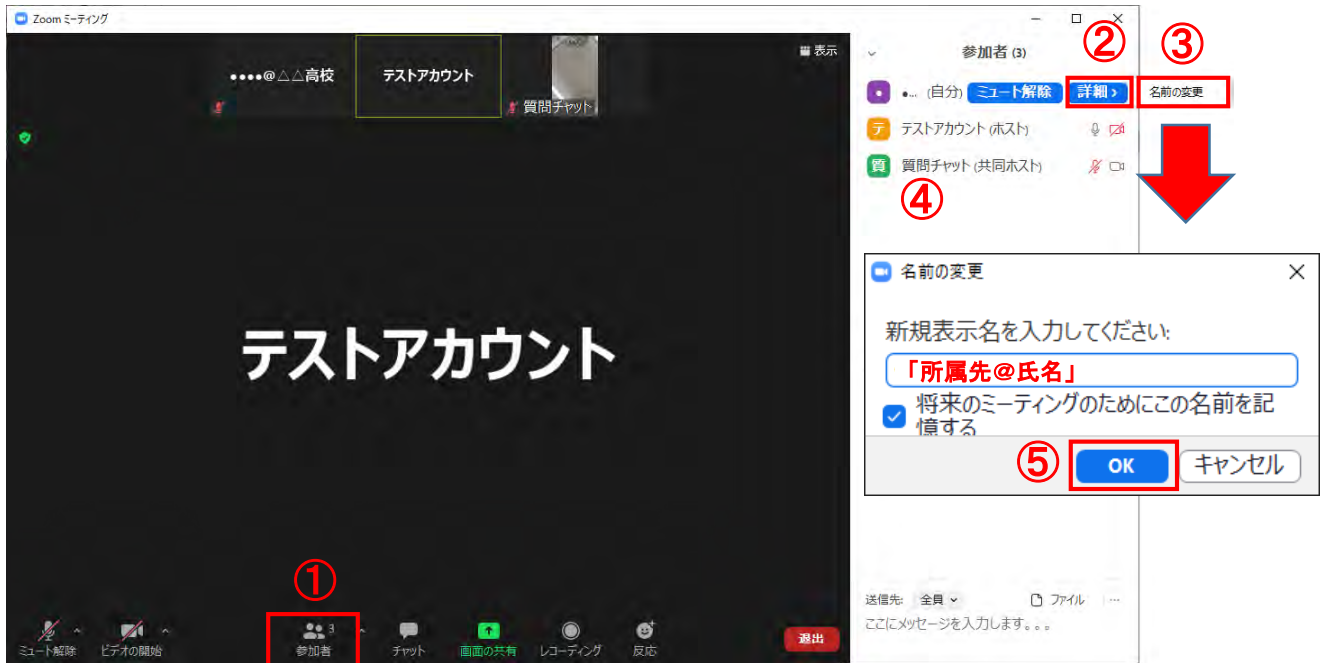 Zoom ミーティング
●●●●@△△高校
テストアカウント
質問チャット
表示
テストアカウント
①
ミュート解除
ビデオの開始
3
参加者
チャット
画面の共有
レコーディング
反応
退出
参加者 (3)
②
③
●... (自分) ミュート解除 詳細 >
名前の変更
テ テストアカウント (ホスト)
質 質問チャット (共同ホスト)
④
名前の変更
新規表示名を入力してください:
「所属先@氏名」
将来のミーティングのためにこの名前を記
憶する
⑤
OK
キャンセル
送信先: 全員
ファイル ...
ここにメッセージを入力します。。。